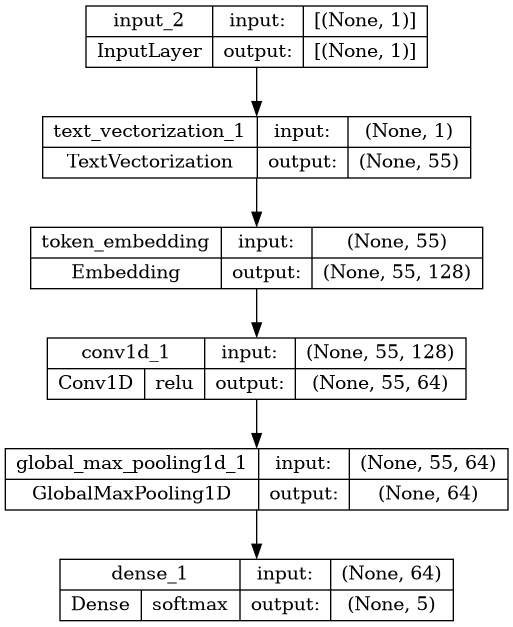 input_2 input: [(None, 1)]
InputLayer output: [(None, 1)]
text_vectorization_1 input: (None, 1)
TextVectorization output: (None, 55)
token_embedding input: (None, 55)
Embedding output: (None, 55, 128)
conv1d_1 input: (None, 55, 128)
Conv1D relu output: (None, 55, 64)
global_max_pooling1d_1 input: (None, 55, 64)
GlobalMaxPooling1D output: (None, 64)
dense_1 input: (None, 64)
Dense softmax output: (None, 5)